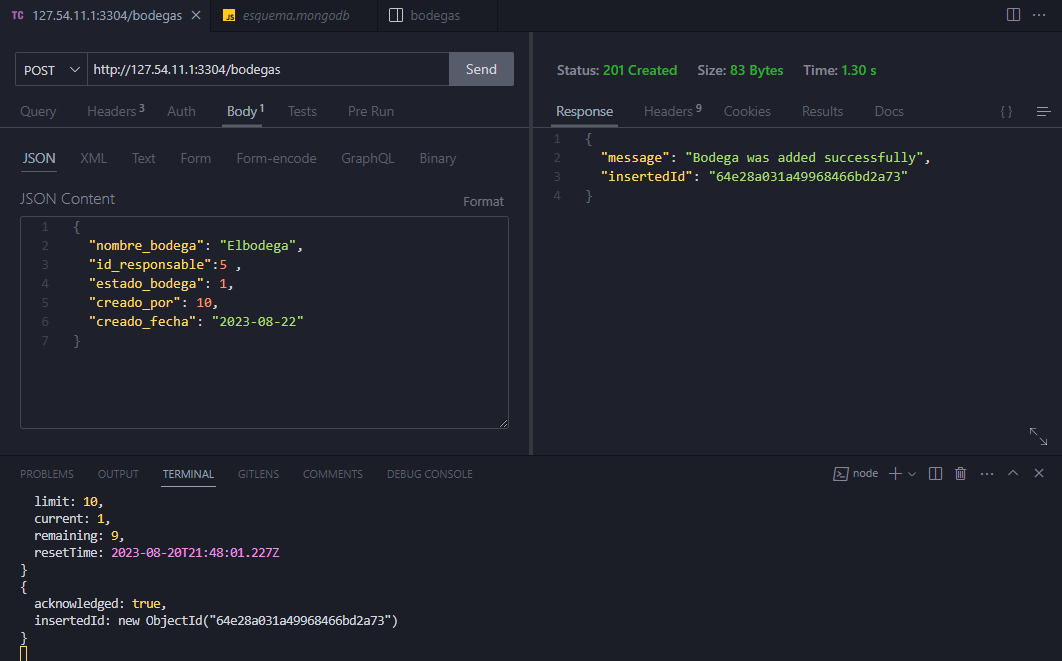 TC 127.54.11.1:3304/bodegas
JS esquema.mongodb
bodegas
POST http://127.54.11.1:3304/bodegas Send
Query Headers 3 Auth Body 1 Tests Pre Run
JSON XML Text Form Form-encode GraphQL Binary
JSON Content Format
1 {
2 "nombre_bodega": "Elbodega",
3 "id_responsable":5 ,
4 "estado_bodega": 1,
5 "creado_por": 10,
6 "creado_fecha": "2023-08-22"
7 }
Status: 201 Created Size: 83 Bytes Time: 1.30 s
Response Headers 9 Cookies Results Docs { }
1 {
2 "message": "Bodega was added successfully",
3 "insertedId": "64e28a031a49968466bd2a73"
4 }
PROBLEMS OUTPUT TERMINAL GITLENS COMMENTS DEBUG CONSOLE node
limit: 10,
current: 1,
remaining: 9,
resetTime: 2023-08-20T21:48:01.227Z
}
{
acknowledged: true,
insertedId: new ObjectId("64e28a031a49968466bd2a73")
}